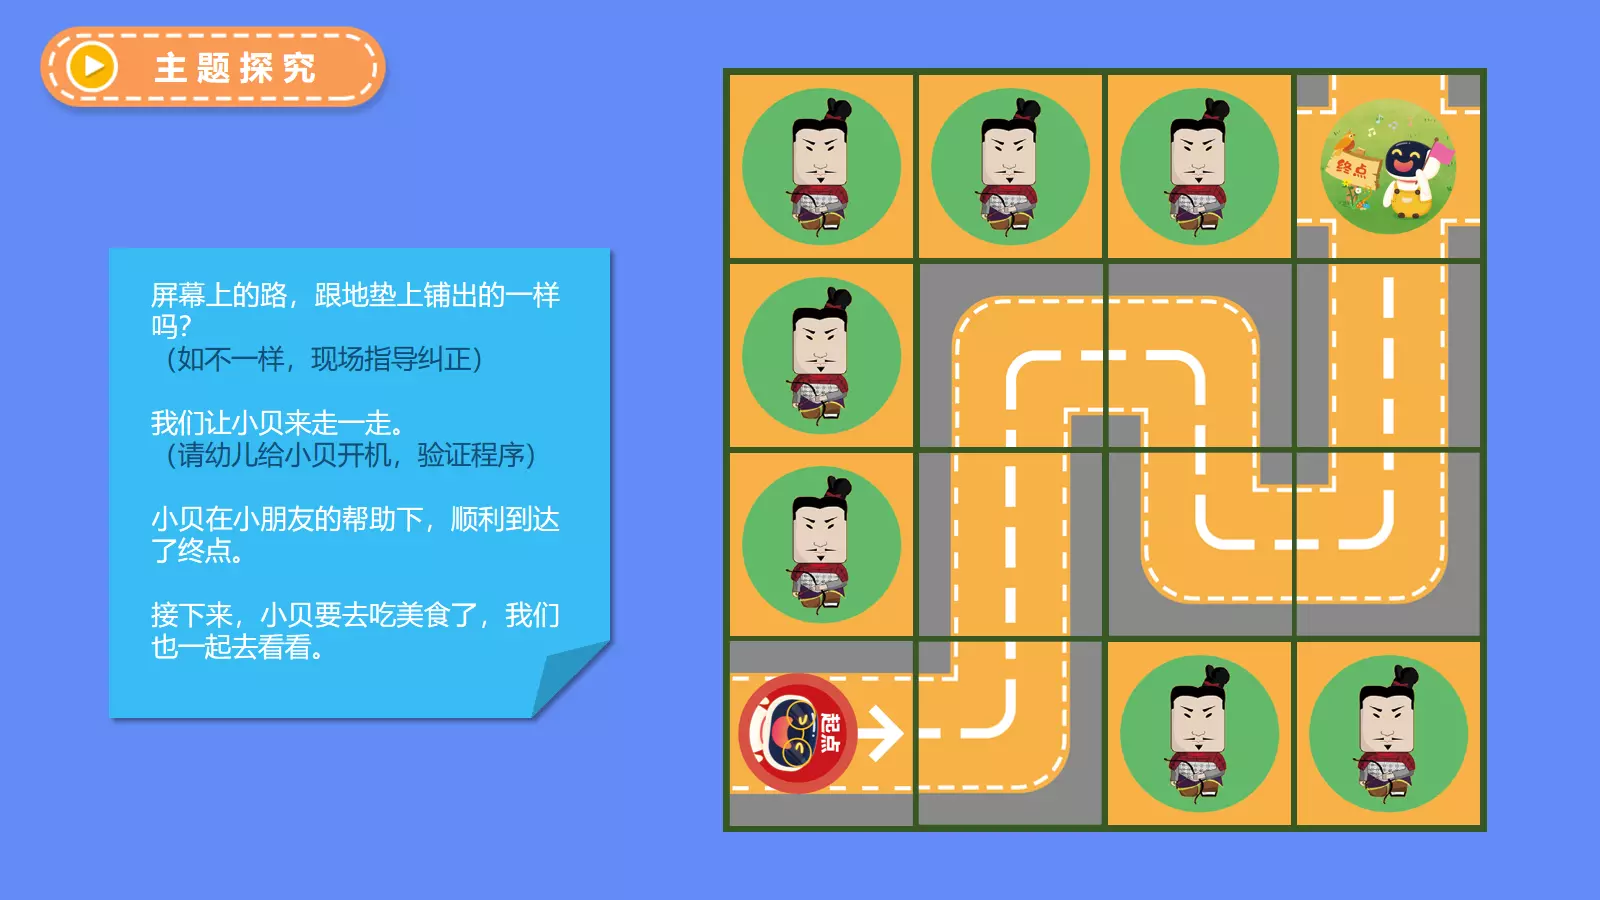 主题探究
屏幕上的路，跟地垫上铺出的一样
吗？
（如不一样，现场指导纠正）
我们让小贝来走一走。
（请幼儿给小贝开机，验证程序）
小贝在小朋友的帮助下，顺利到达
了终点。
接下来，小贝要去吃美食了，我们
也一起去看看。
终点
起点